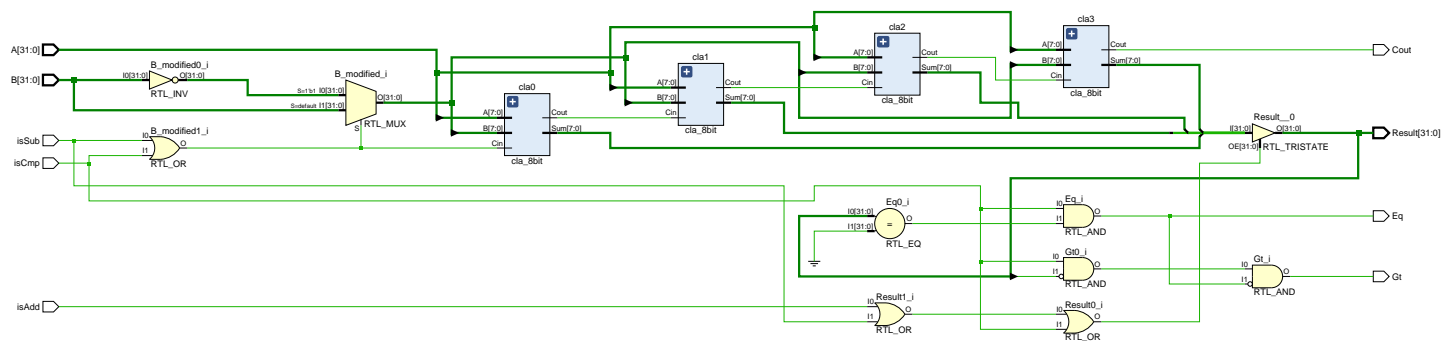 cla3
cla2
A[7:0] Cout
B[7:0] Sum[7:0]
Cin
cla_8bit
A[7:0] Cout
B[7:0] Sum[7:0]
Cin
cla_8bit
cla1
A[7:0] Cout
B[7:0] Sum[7:0]
Cin
cla_8bit
cla0
A[7:0] Cout
B[7:0] Sum[7:0]
Cin
cla_8bit
A[31:0]
B[31:0]
B_modified0_i
I0[31:0] O[31:0]
RTL_INV
B_modified_i
S=1'b1 I0[31:0]
S=default I1[31:0]
O[31:0]
S
RTL_MUX
isSub
isCmp
B_modified1_i
I0
I1
O
RTL_OR
Cout
Result__0
I[31:0] O[31:0]
OE[31:0]
RTL_TRISTATE
Result[31:0]
Eq0_i
I0[31:0]
I1[31:0]
=
O
RTL_EQ
Eq_i
I0
I1
O
RTL_AND
Eq
Gt0_i
I0
I1
O
RTL_AND
Gt_i
I0
I1
O
RTL_AND
Gt
isAdd
Result1_i
I0
I1
O
RTL_OR
Result0_i
I0
I1
O
RTL_OR